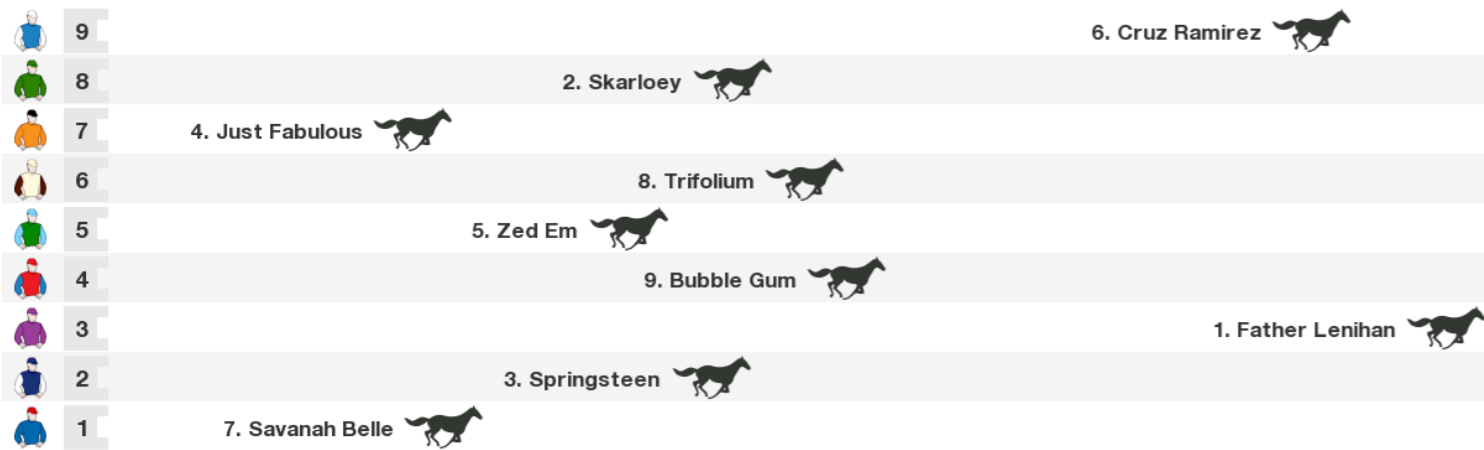 9 6. Cruz Ramirez
8 2. Skarloey
7 4. Just Fabulous
6 8. Trifolium
5 5. Zed Em
4 9. Bubble Gum
3 1. Father Lenihan
2 3. Springsteen
1 7. Savanah Belle